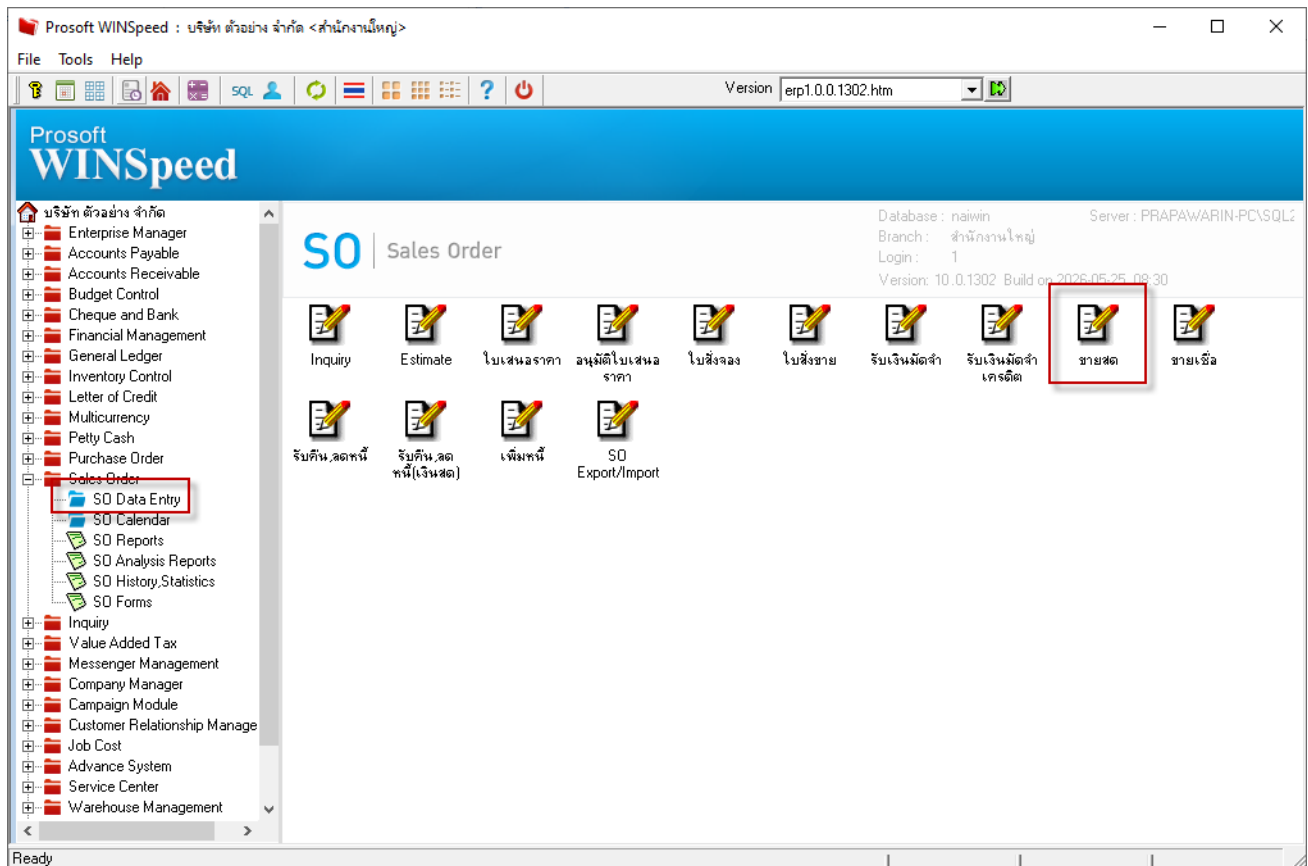 Prosoft WINSpeed : บริษัท ตัวอย่าง จำกัด <สำนักงานใหญ่>
File Tools Help
SQL
Version erp1.0.0.1302.htm
Prosoft
WINSpeed
บริษัท ตัวอย่าง จำกัด
Enterprise Manager
Accounts Payable
Accounts Receivable
Budget Control
Cheque and Bank
Financial Management
General Ledger
Inventory Control
Letter of Credit
Multicurrency
Petty Cash
Purchase Order
Sales Order
SO Data Entry
SO Calendar
SO Reports
SO Analysis Reports
SO History,Statistics
SO Forms
Inquiry
Value Added Tax
Messenger Management
Company Manager
Campaign Module
Customer Relationship Manage
Job Cost
Advance System
Service Center
Warehouse Management
SO Sales Order
Database : naiwin Server : PRAPAWARIN-PC\SQL2
Branch : สำนักงานใหญ่
Login : 1
Version: 10.0.1302 Build on 2026-05-25 08:30
Inquiry Estimate ใบเสนอราคา อนุมัติใบเสนอ ใบสั่งจอง ใบสั่งขาย รับเงินมัดจำ รับเงินมัดจำ ขายสด ขายเชื่อ
ราคา เครดิต
รับคืน,ลดหนี้ รับคืน,ลด เพิ่มหนี้ SO
หนี้(เงินสด) Export/Import
Ready